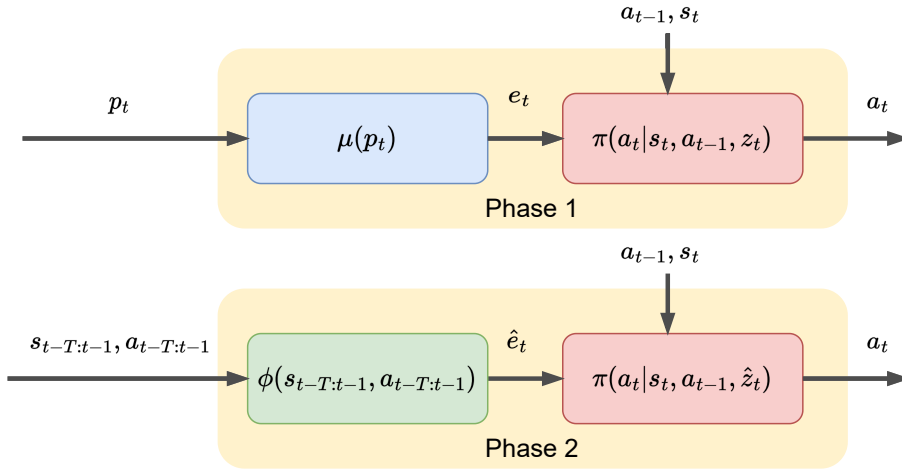 a_{t-1}, s_t
p_t
μ(p_t)
e_t
π(a_t|s_t, a_{t-1}, z_t)
a_t
Phase 1
a_{t-1}, s_t
s_{t-T:t-1}, a_{t-T:t-1}
ϕ(s_{t-T:t-1}, a_{t-T:t-1})
ê_t
π(a_t|s_t, a_{t-1}, ẑ_t)
a_t
Phase 2